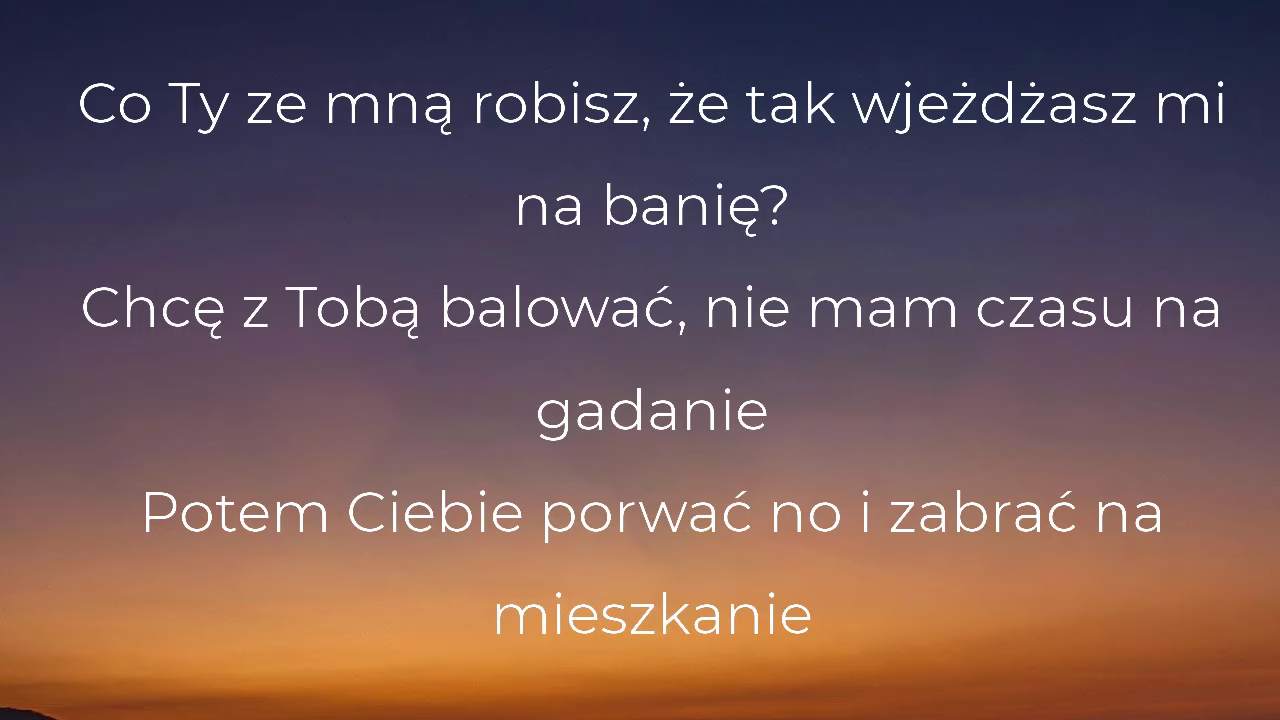 Co Ty ze mną robisz, że tak wjeżdżasz mi
na banię?
Chcę z Tobą balować, nie mam czasu na
gadanie
Potem Ciebie porwać no i zabrać na
mieszkanie